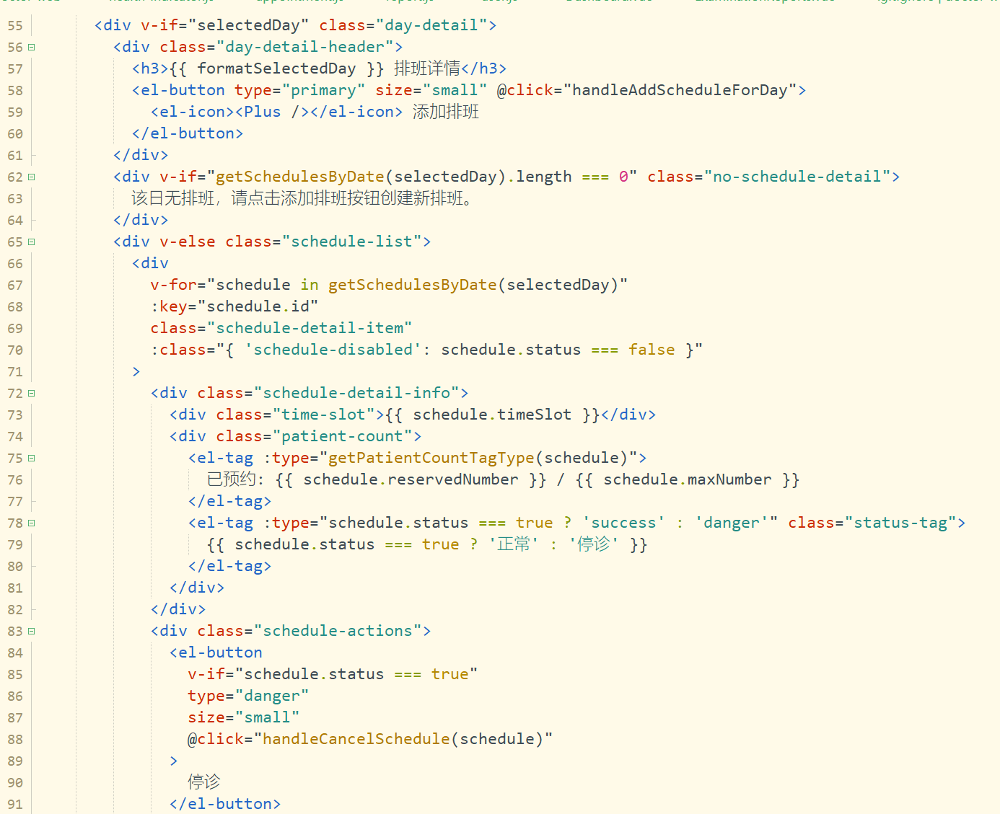 55 <div v-if="selectedDay" class="day-detail">
56 <div class="day-detail-header">
57 <h3>{{ formatSelectedDay }} 排班详情</h3>
58 <el-button type="primary" size="small" @click="handleAddScheduleForDay">
59 <el-icon><Plus /></el-icon> 添加排班
60 </el-button>
61 </div>
62 <div v-if="getSchedulesByDate(selectedDay).length === 0" class="no-schedule-detail">
63 该日无排班，请点击添加排班按钮创建新排班。
64 </div>
65 <div v-else class="schedule-list">
66 <div
67 v-for="schedule in getSchedulesByDate(selectedDay)"
68 :key="schedule.id"
69 class="schedule-detail-item"
70 :class="{ 'schedule-disabled': schedule.status === false }"
71 >
72 <div class="schedule-detail-info">
73 <div class="time-slot">{{ schedule.timeSlot }}</div>
74 <div class="patient-count">
75 <el-tag :type="getPatientCountTagType(schedule)">
76 已预约: {{ schedule.reservedNumber }} / {{ schedule.maxNumber }}
77 </el-tag>
78 <el-tag :type="schedule.status === true ? 'success' : 'danger'" class="status-tag">
79 {{ schedule.status === true ? '正常' : '停诊' }}
80 </el-tag>
81 </div>
82 </div>
83 <div class="schedule-actions">
84 <el-button
85 v-if="schedule.status === true"
86 type="danger"
87 size="small"
88 @click="handleCancelSchedule(schedule)"
89 >
90 停诊
91 </el-button>